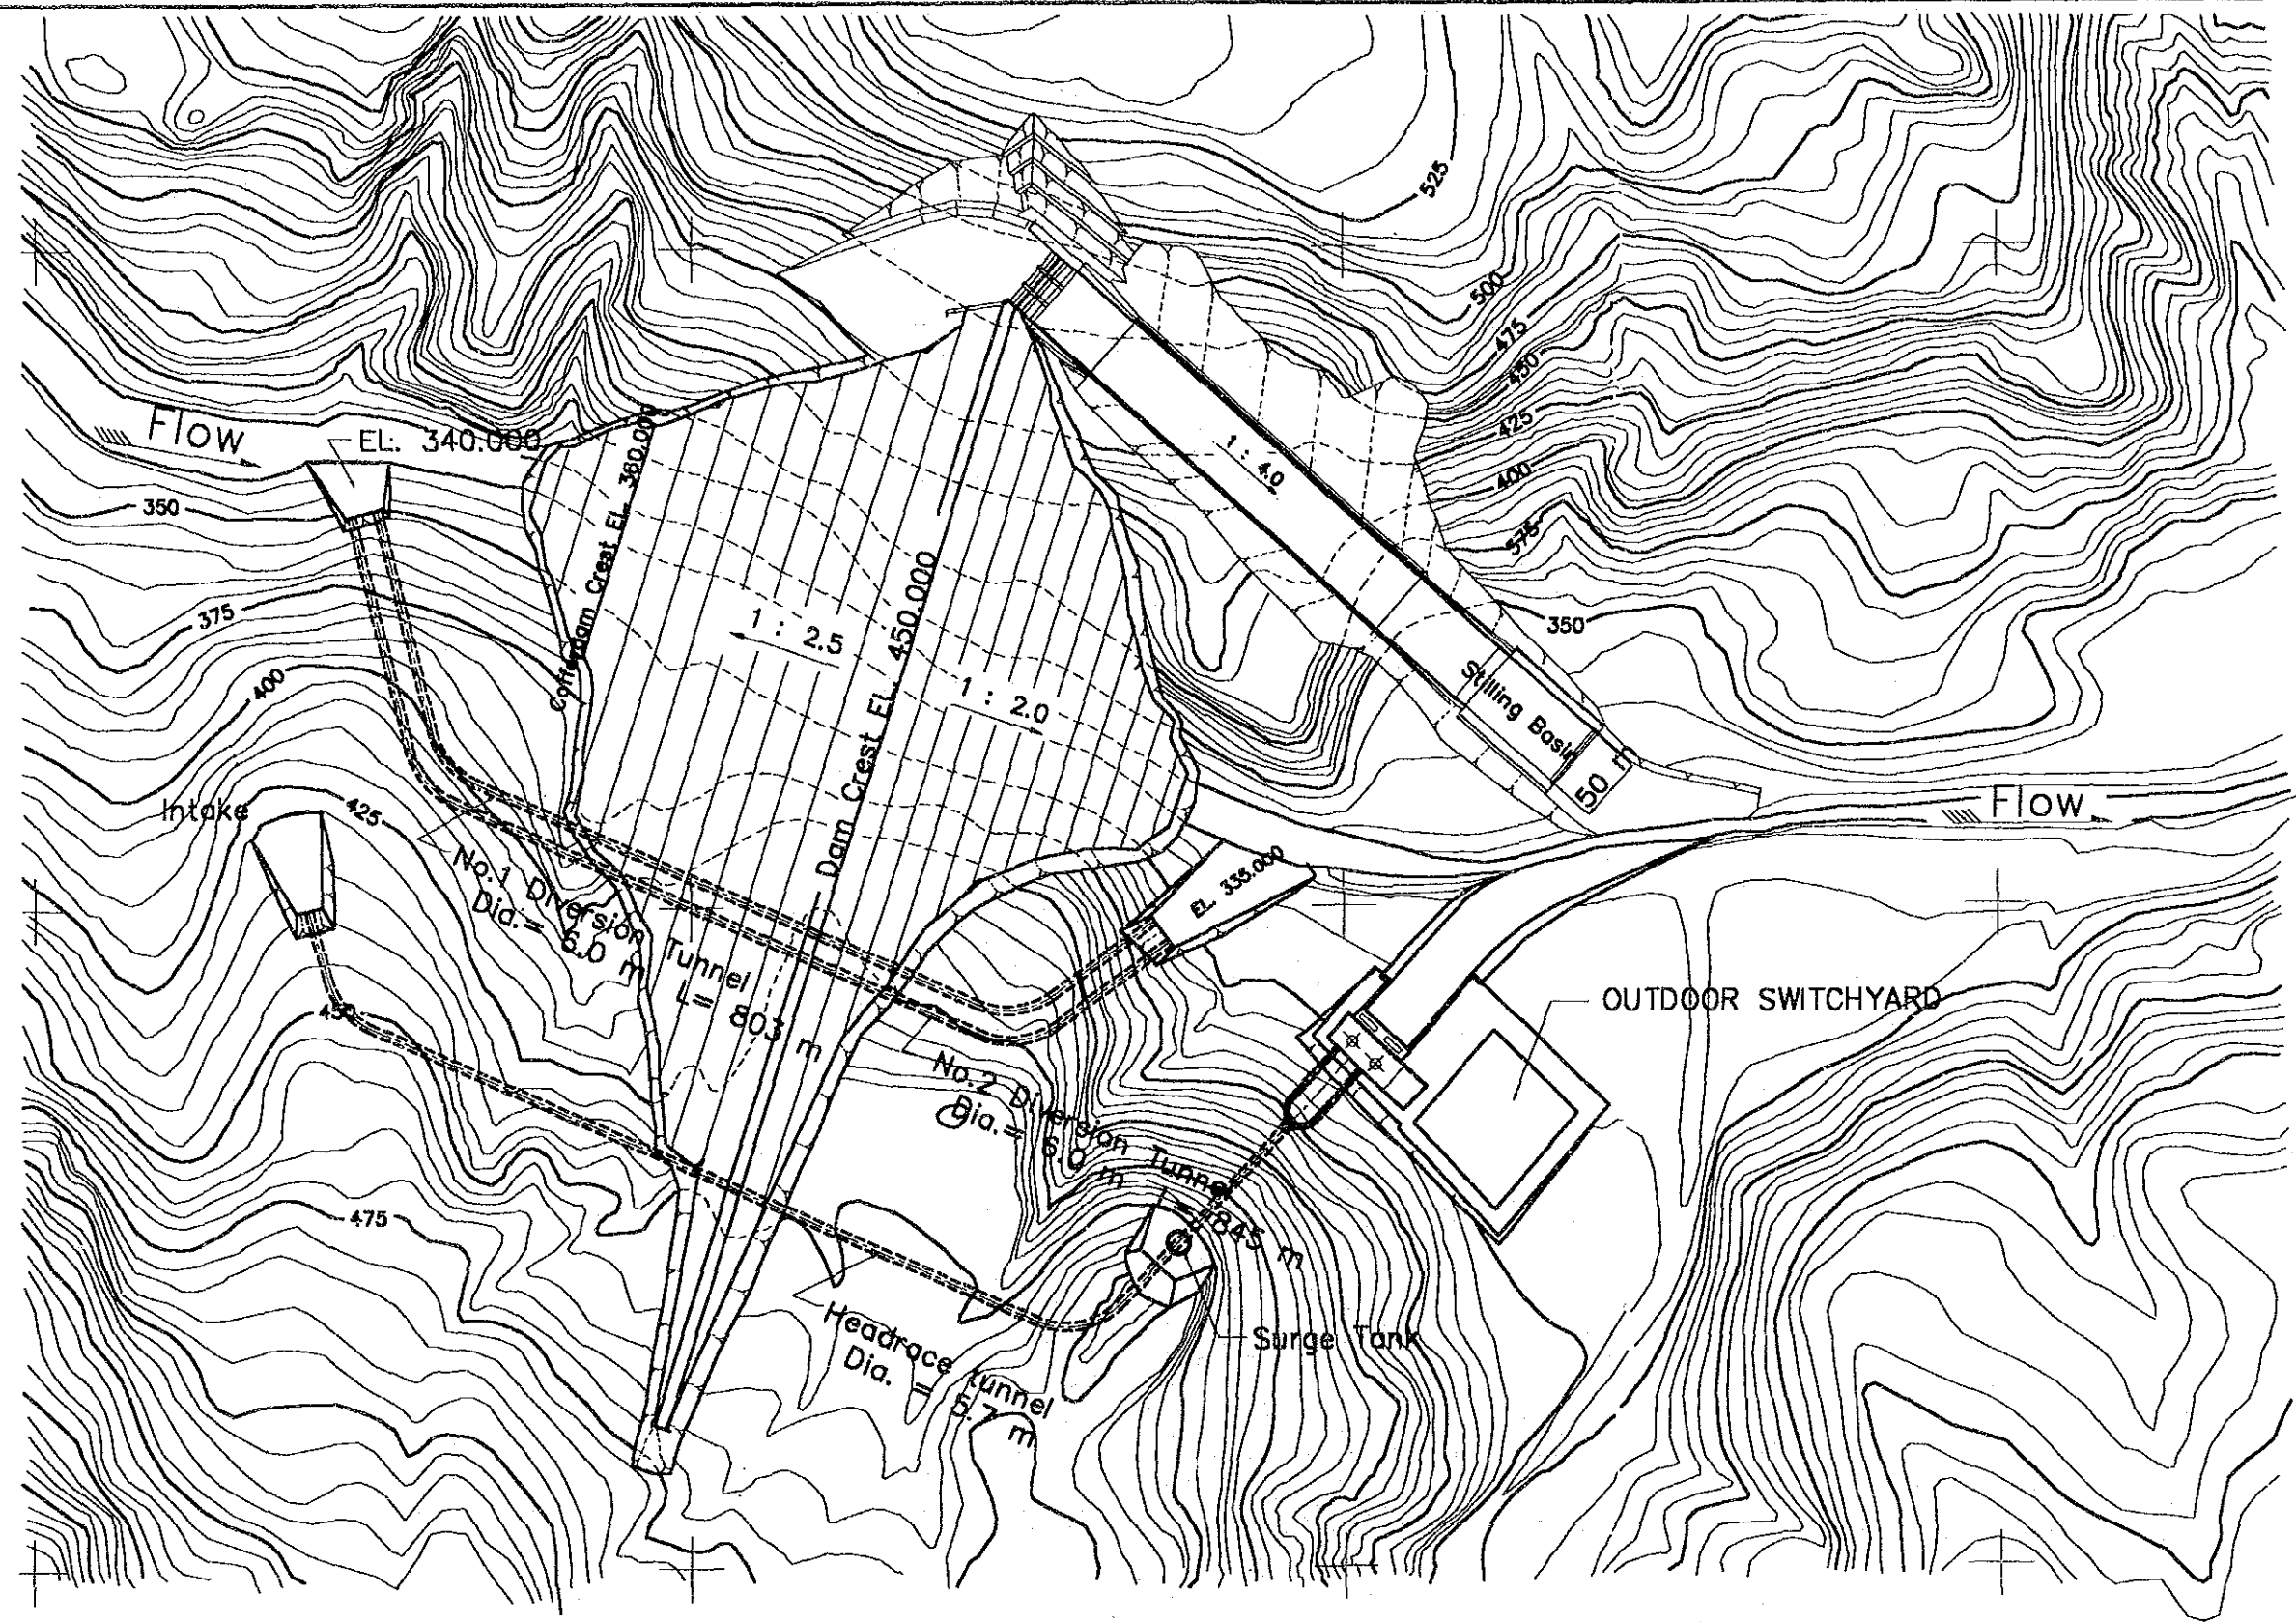 525
500
475
450
425
400
375
350
Flow
EL. 340.000
350
375
400
425
450
475
Cofferdam Crest EL. 360.000
1 : 2.5
Dam Crest EL. 450.000
1 : 2.0
1 : 4.0
Stilling Basin
50 m
Flow
Intake
No.1 Diversion Tunnel
Dia.= 6.0 m L= 803 m
EL. 335.000
OUTDOOR SWITCHYARD
No.2 Diversion Tunnel
Dia.= 6.0 m L= 845 m
Surge Tank
Headrace tunnel
Dia. = 6.7 m